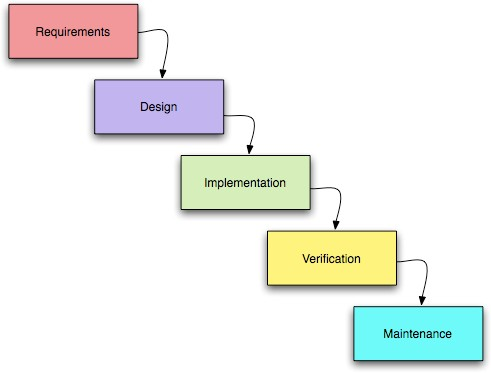 Requirements
Design
Implementation
Verification
Maintenance